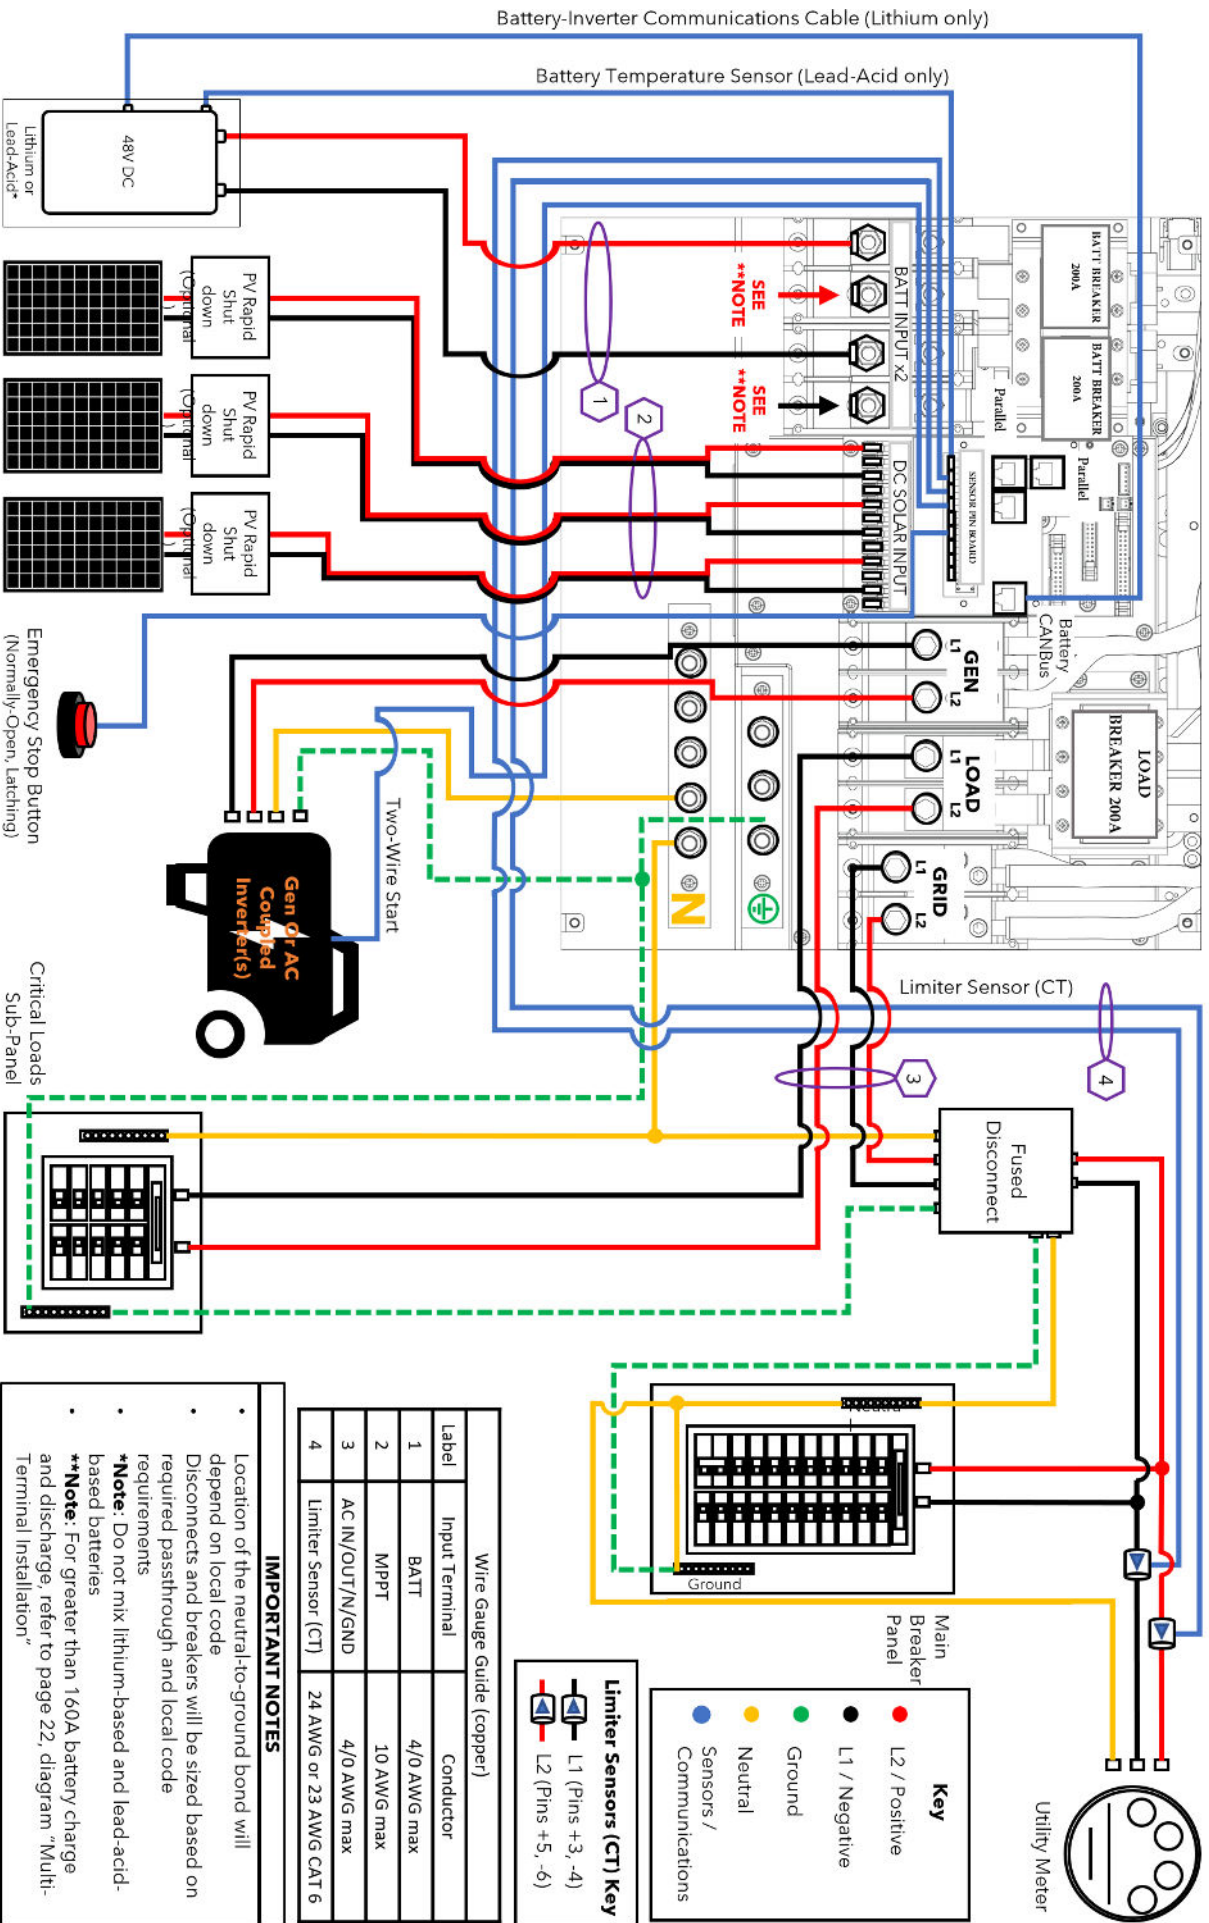 Battery-Inverter Communications Cable (Lithium only)
Battery Temperature Sensor (Lead-Acid only)
48V DC
Lithium or
Lead-Acid*
BATT BREAKER
200A
BATT BREAKER
200A
BATT INPUT x2
SEE
**NOTE
SEE
**NOTE
1
2
Parallel
Parallel
SENSOR PIN BOARD
DC SOLAR INPUT
Battery
CANBus
PV Rapid
Shut
down
(Optional
)
PV Rapid
Shut
down
(Optional
)
PV Rapid
Shut
down
(Optional
)
GEN
L1
L2
LOAD
L1
L2
GRID
L1
L2
LOAD
BREAKER 200A
N
Emergency Stop Button
(Normally-Open, Latching)
Two-Wire Start
Gen Or AC
Coupled
Inverter(s)
Limiter Sensor (CT)
3
4
Critical Loads
Sub-Panel
Fused
Disconnect
Neutra
Ground
Main
Breaker
Panel
Utility Meter
Key
L2 / Positive
L1 / Negative
Ground
Neutral
Sensors /
Communications
Limiter Sensors (CT) Key
L1 (Pins +3, -4)
L2 (Pins +5, -6)
Wire Gauge Guide (copper)
Label Input Terminal Conductor
1 BATT 4/0 AWG max
2 MPPT 10 AWG max
3 AC IN/OUT/N/GND 4/0 AWG max
4 Limiter Sensor (CT) 24 AWG or 23 AWG CAT 6
IMPORTANT NOTES
• Location of the neutral-to-ground bond will
depend on local code
• Disconnects and breakers will be sized based on
required passthrough and local code
requirements
• *Note: Do not mix lithium-based and lead-acid-
based batteries
• **Note: For greater than 160A battery charge
and discharge, refer to page 22, diagram "Multi-
Terminal Installation"